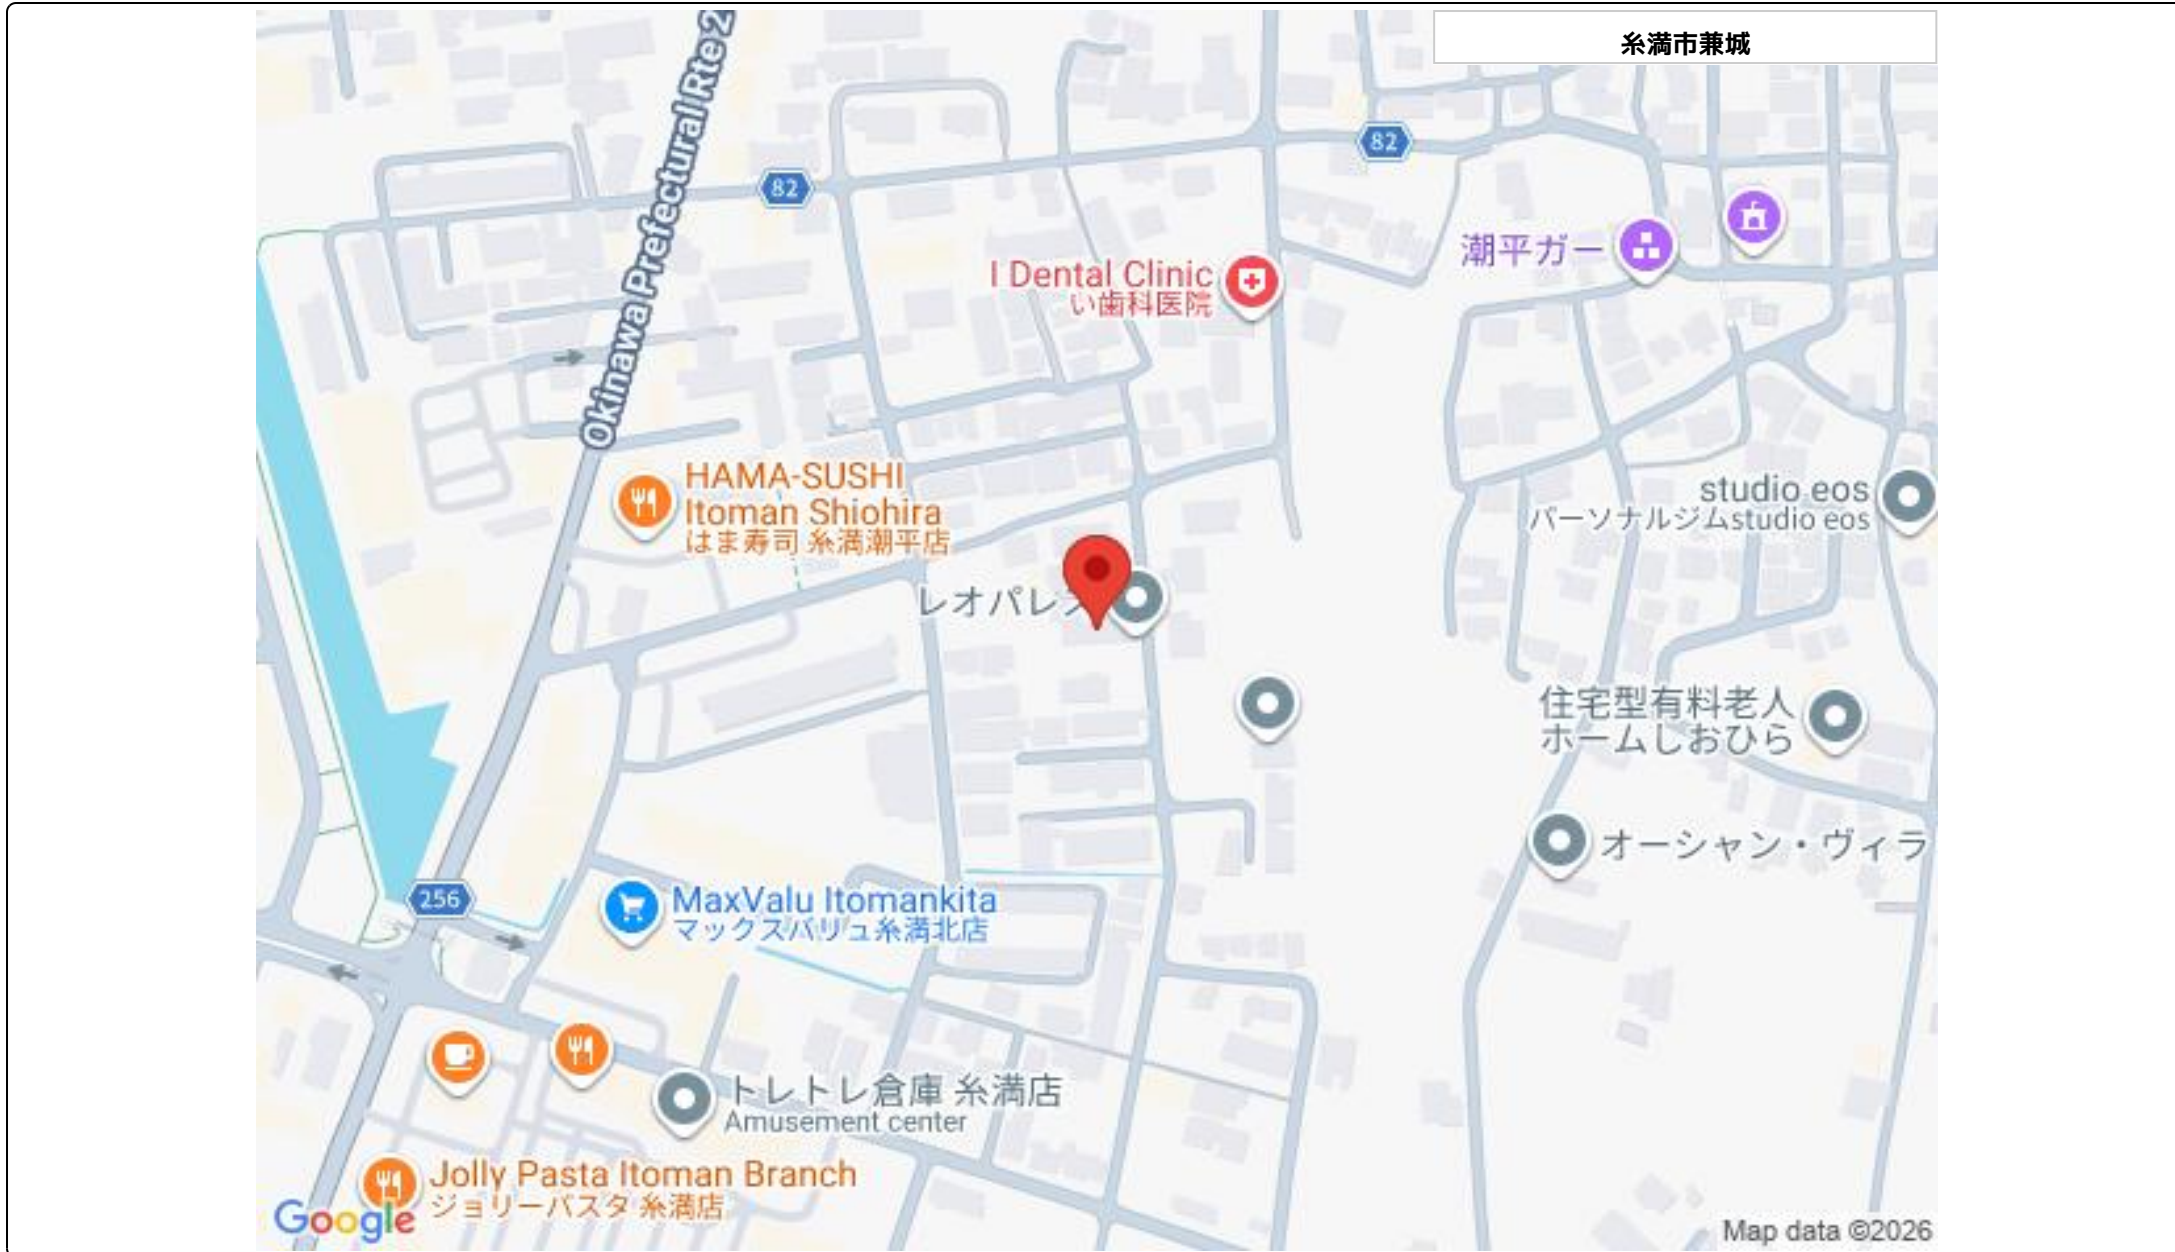 糸満市兼城
Okinawa Prefectural Rte 2
82
82
潮平ガー
I Dental Clinic
い歯科医院
HAMA-SUSHI
Itoman Shiohira
はま寿司 糸満潮平店
studio eos
パーソナルジムstudio eos
レオパレス
住宅型有料老人
ホームしおひら
オーシャン・ヴィラ
256
MaxValu Itomankita
マックスバリュ糸満北店
トレトレ倉庫 糸満店
Amusement center
Jolly Pasta Itoman Branch
ジョリーパスタ 糸満店
Google
Map data ©2026